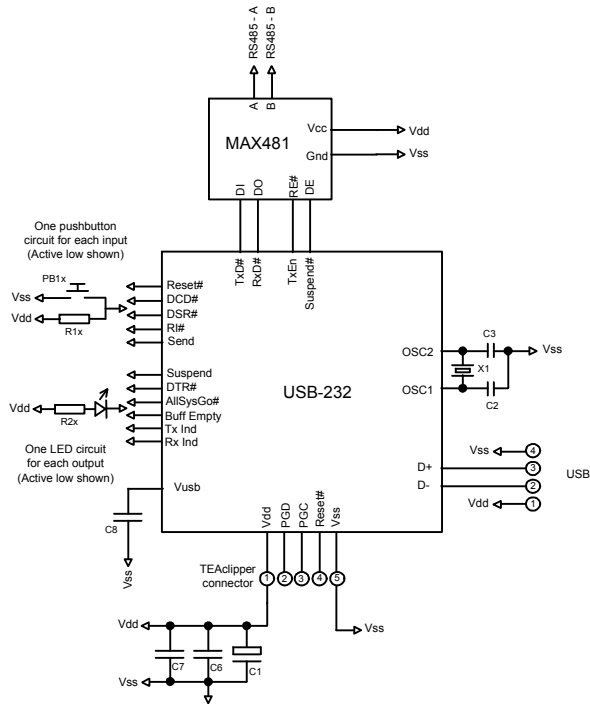 RS485 - A
RS485 - B
A
B
MAX481
Vcc
Vdd
Gnd
Vss
DI
DO
RE#
DE
One pushbutton
circuit for each input
(Active low shown)
PB1x
Vss
Vdd
R1x
TxD#
RxD#
TxEn
Suspend#
Reset#
DCD#
DSR#
RI#
Send
Suspend
DTR#
AllSysGo#
Buff Empty
Tx Ind
Rx Ind
Vdd
R2x
One LED circuit
for each output
(Active low shown)
USB-232
OSC2
OSC1
C3
X1
C2
Vss
Vss
4
D+
3
D-
2
Vdd
1
USB
Vusb
C8
Vss
Vdd
PGD
PGC
Reset#
Vss
TEAclipper
connector
1
2
3
4
5
Vss
Vdd
C7
C6
C1
Vss